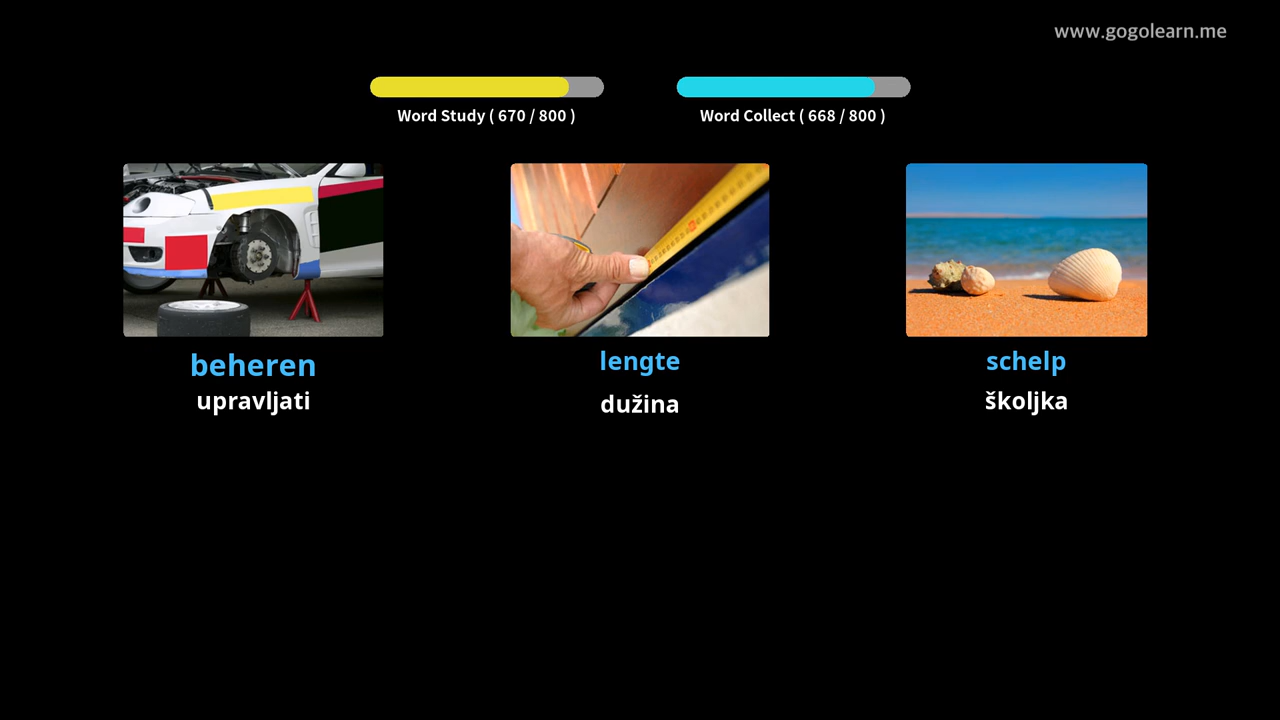 www.gogolearn.me
Word Study ( 670 / 800 )
Word Collect ( 668 / 800 )
beheren
upravljati
lengte
dužina
schelp
školjka